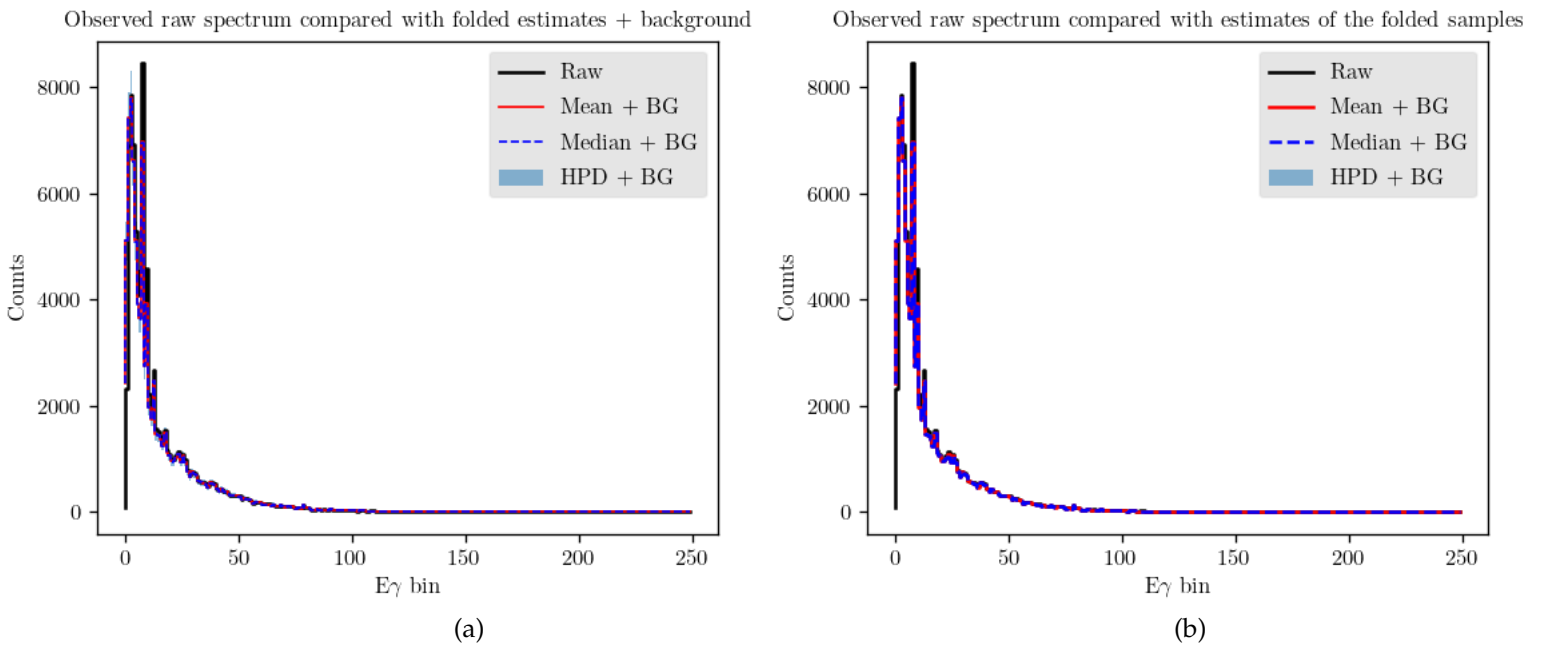 Observed raw spectrum compared with folded estimates + background
Raw
Mean + BG
Median + BG
HPD + BG
8000
6000
4000
2000
0
Counts
0 50 100 150 200 250
Eγ bin
(a)
Observed raw spectrum compared with estimates of the folded samples
Raw
Mean + BG
Median + BG
HPD + BG
8000
6000
4000
2000
0
Counts
0 50 100 150 200 250
Eγ bin
(b)